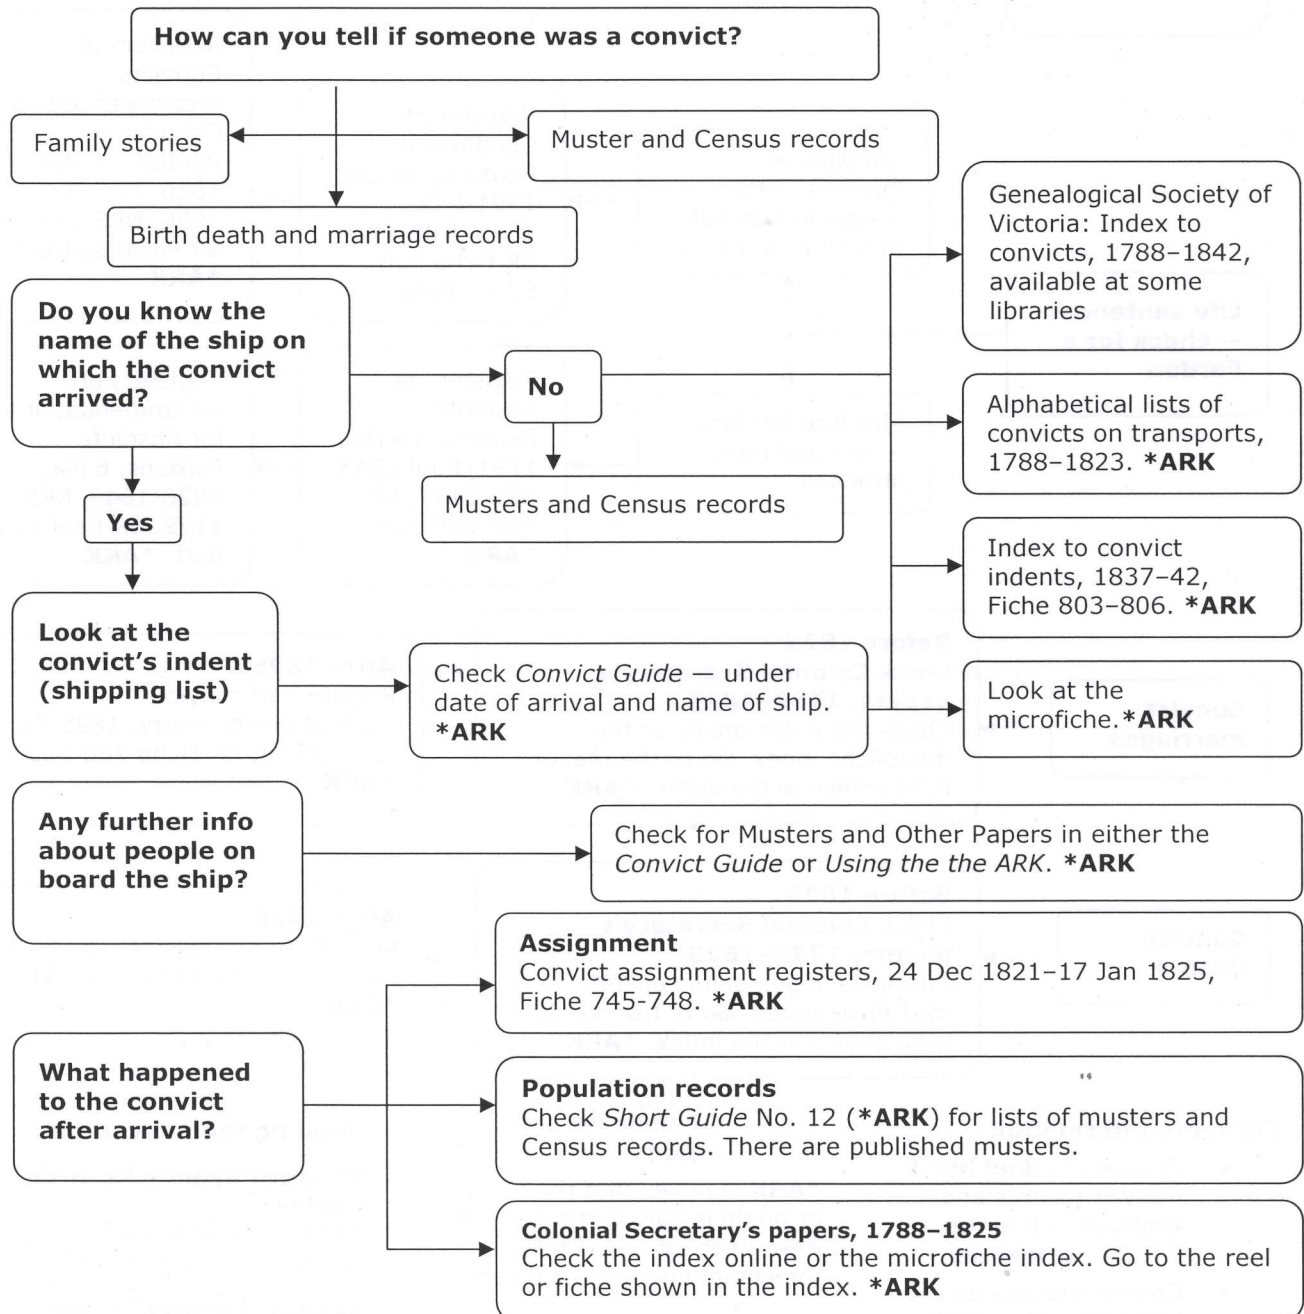 How can you tell if someone was a convict?
Family stories
Muster and Census records
Birth death and marriage records
Genealogical Society of
Victoria: Index to
convicts, 1788–1842,
available at some
libraries
Do you know the
name of the ship on
which the convict
arrived?
No
Alphabetical lists of
convicts on transports,
1788–1823. *ARK
Musters and Census records
Yes
Index to convict
indents, 1837–42,
Fiche 803–806. *ARK
Look at the
convict's indent
(shipping list)
Check Convict Guide — under
date of arrival and name of ship.
*ARK
Look at the
microfiche.*ARK
Any further info
about people on
board the ship?
Check for Musters and Other Papers in either the
Convict Guide or Using the the ARK. *ARK
What happened
to the convict
after arrival?
Assignment
Convict assignment registers, 24 Dec 1821–17 Jan 1825,
Fiche 745-748. *ARK
Population records
Check Short Guide No. 12 (*ARK) for lists of musters and
Census records. There are published musters.
Colonial Secretary's papers, 1788–1825
Check the index online or the microfiche index. Go to the reel
or fiche shown in the index. *ARK